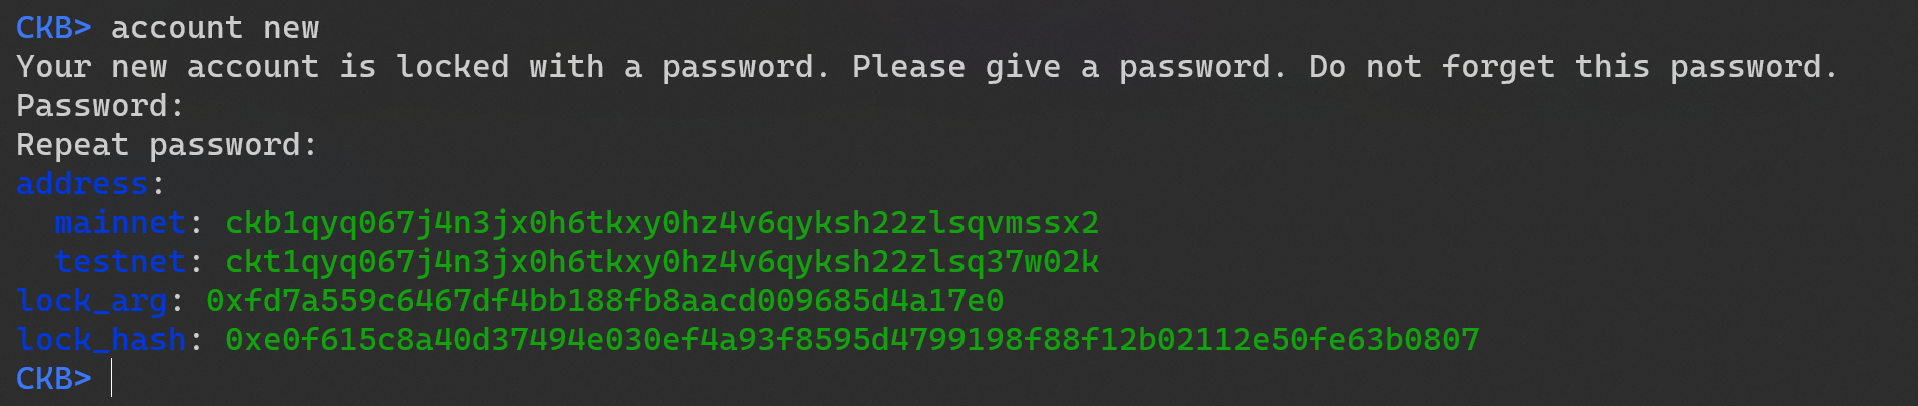 CKB> account new
Your new account is locked with a password. Please give a password. Do not forget this password.
Password:
Repeat password:
address:
  mainnet: ckb1qyq067j4n3jx0h6tkxy0hz4v6qyksh22zlsqvmssx2
  testnet: ckt1qyq067j4n3jx0h6tkxy0hz4v6qyksh22zlsq37w02k
lock_arg: 0xfd7a559c6467df4bb188fb8aacd009685d4a17e0
lock_hash: 0xe0f615c8a40d37494e030ef4a93f8595d4799198f88f12b02112e50fe63b0807
CKB>